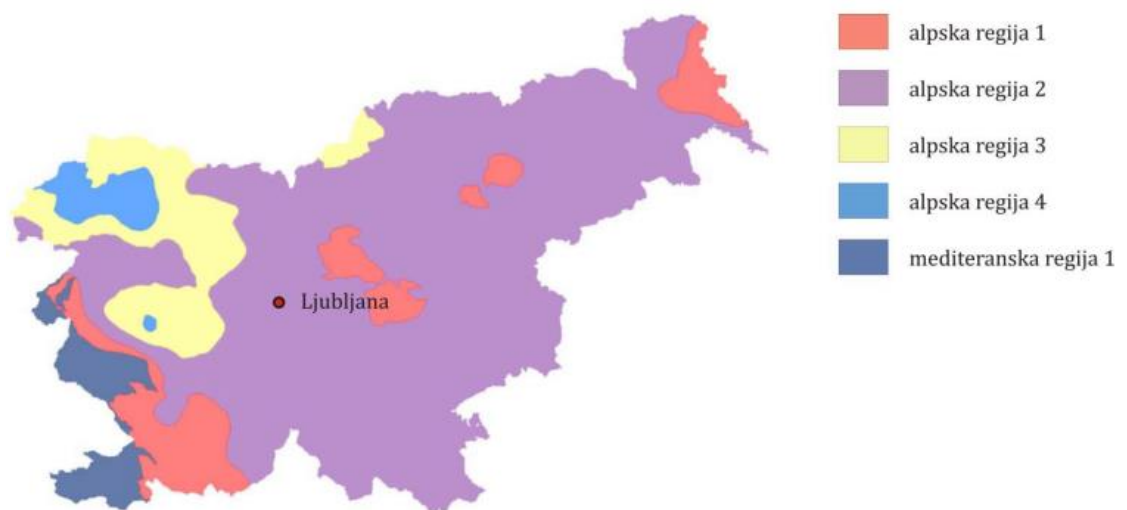 alpska regija 1
alpska regija 2
alpska regija 3
alpska regija 4
mediteranska regija 1
Ljubljana